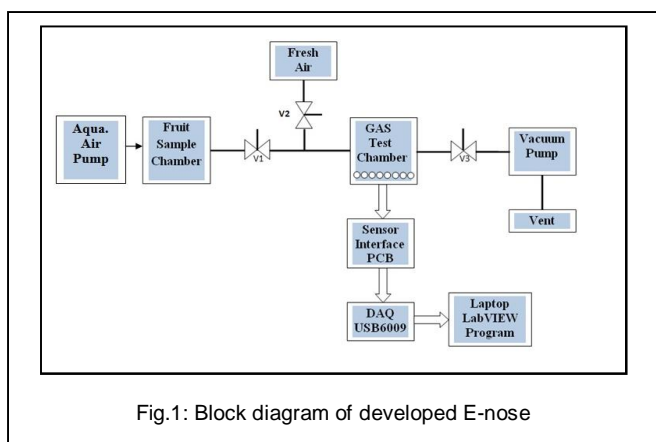 Fresh
Air
V2
Aqua.
Air
Pump
Fruit
Sample
Chamber
V1
GAS
Test
Chamber
V3
Vacuum
Pump
Vent
Sensor
Interface
PCB
DAQ
USB6009
Laptop
LabVIEW
Program
Fig.1: Block diagram of developed E-nose